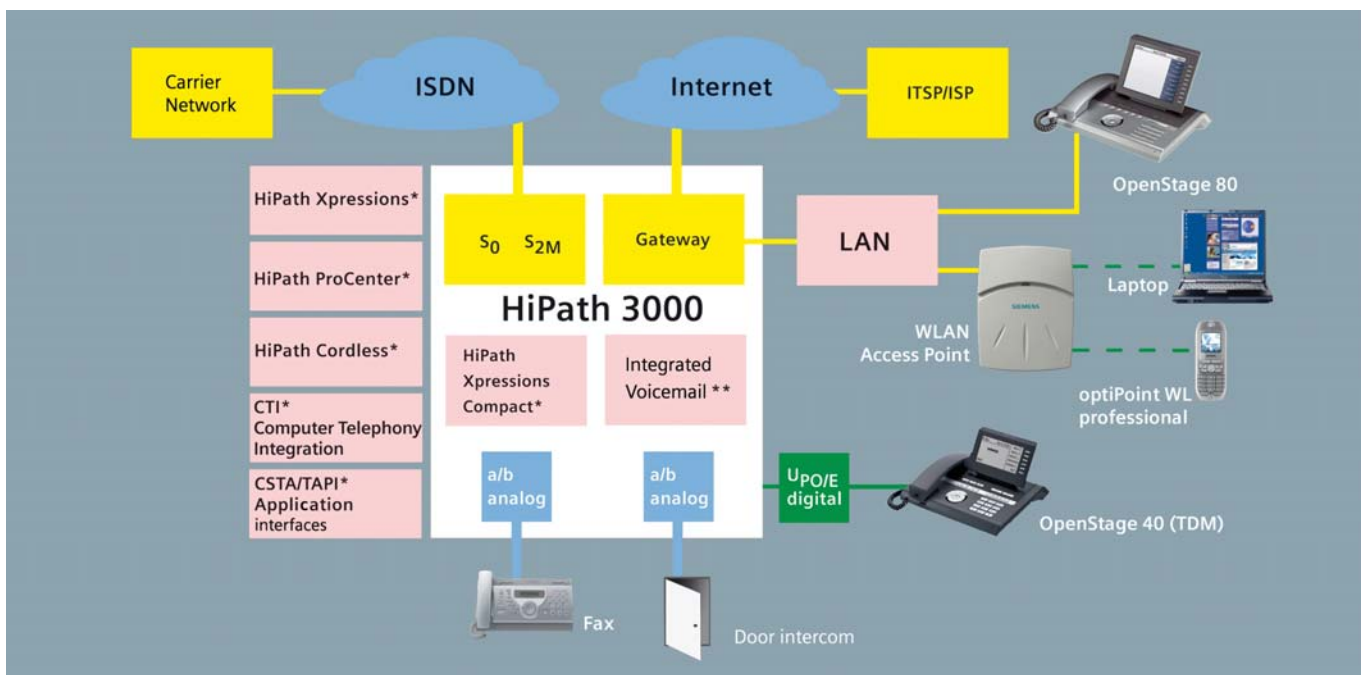 Carrier
Network
ISDN
Internet
ITSP/ISP
OpenStage 80
HiPath Xpressions*
HiPath ProCenter*
HiPath Cordless*
CTI*
Computer Telephony
Integration
CSTA/TAPI*
Application
interfaces
S0 S2M
Gateway
LAN
HiPath 3000
HiPath
Xpressions
Compact*
Integrated
Voicemail **
a/b
analog
a/b
analog
UPO/E
digital
SIEMENS
WLAN
Access Point
Laptop
optiPoint WL
professional
OpenStage 40 (TDM)
Fax
Door intercom